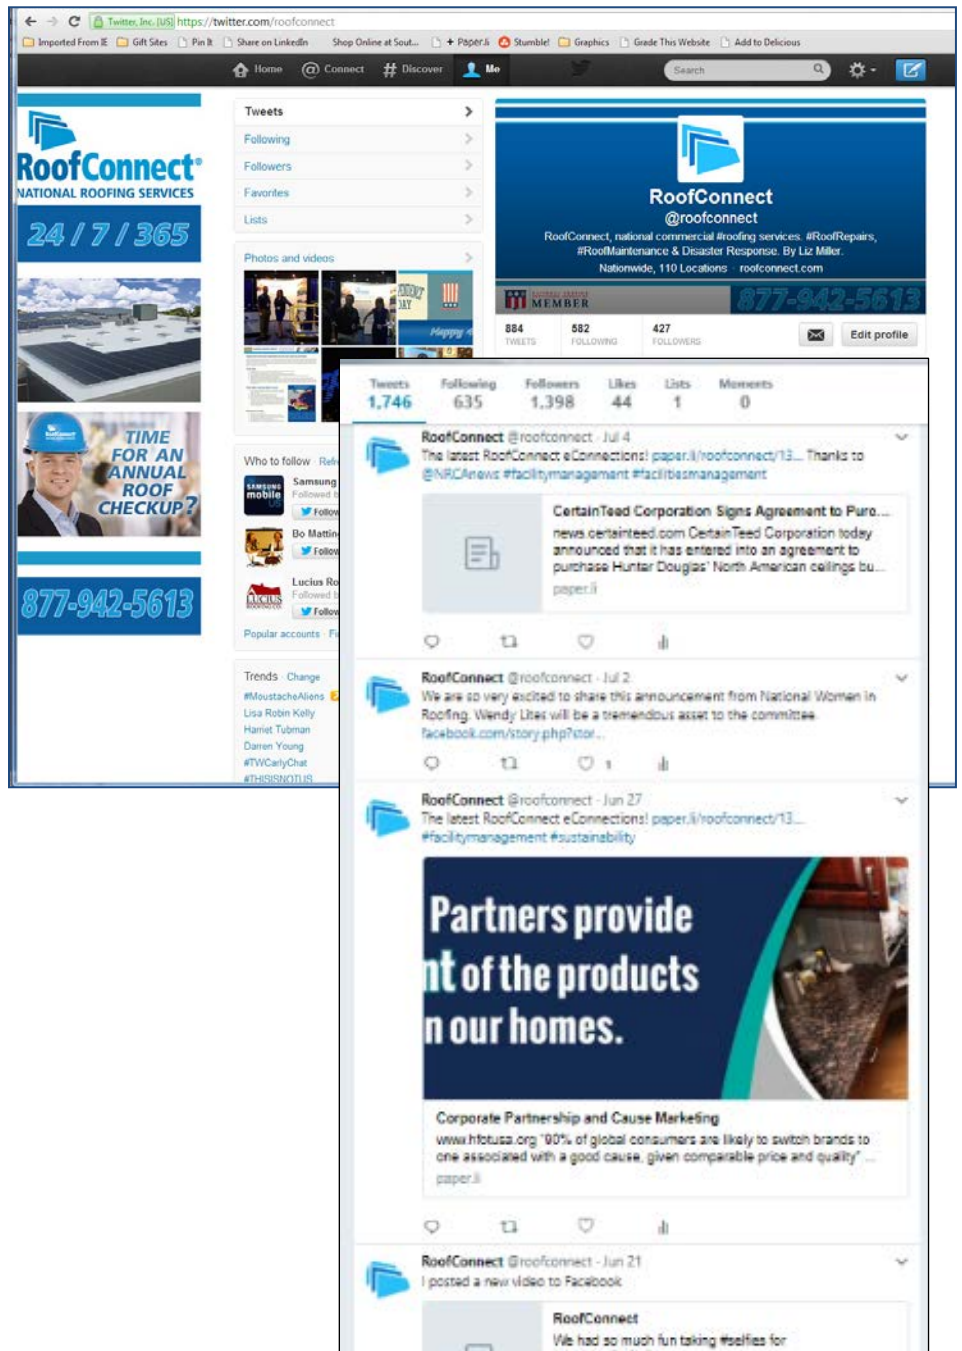 Twitter, Inc. [US] https://twitter.com/roofconnect
Imported From IE Gift Sites Pin It Share on LinkedIn Shop Online at Sout... + Paper.li Stumble! Graphics Grade This Website Add to Delicious
Home Connect # Discover Me Search
RoofConnect®
NATIONAL ROOFING SERVICES
24 / 7 / 365
TIME
FOR AN
ANNUAL
ROOF
CHECKUP?
877-942-5613
Tweets
Following
Followers
Favorites
Lists
Photos and videos
Happy
Who to follow · Refre
Samsung
Followed b
Follow
Bo Matting
Follow
Lucius Ro
Followed b
Follow
Popular accounts · Fi
Trends · Change
#MoustacheAliens
Lisa Robin Kelly
Harriet Tubman
Darren Young
#TWCarlyChat
#THISISNOTUS
RoofConnect
@roofconnect
RoofConnect, national commercial #roofing services. #RoofRepairs,
#RoofMaintenance & Disaster Response. By Liz Miller.
Nationwide, 110 Locations · roofconnect.com
MEMBER
877-942-5613
884 582 427
TWEETS FOLLOWING FOLLOWERS Edit profile
Tweets Following Followers Likes Lists Moments
1,746 635 1,398 44 1 0
RoofConnect @roofconnect · Jul 4
The latest RoofConnect eConnections! paper.li/roofconnect/13... Thanks to
@NRCAnews #facilitymanagement #facilitiesmanagement
CertainTeed Corporation Signs Agreement to Purc...
news.certainteed.com CertainTeed Corporation today
announced that it has entered into an agreement to
purchase Hunter Douglas' North American ceilings bu...
paper.li
RoofConnect @roofconnect · Jul 2
We are so very excited to share this announcement from National Women in
Roofing. Wendy Lites will be a tremendous asset to the committee.
facebook.com/story.php?stor...
1
RoofConnect @roofconnect · Jun 27
The latest RoofConnect eConnections! paper.li/roofconnect/13...
#facilitymanagement #sustainability
Partners provide
nt of the products
n our homes.
Corporate Partnership and Cause Marketing
www.hfotusa.org "90% of global consumers are likely to switch brands to
one associated with a good cause, given comparable price and quality" ...
paper.li
RoofConnect @roofconnect · Jun 21
I posted a new video to Facebook
RoofConnect
We had so much fun taking #selfies for